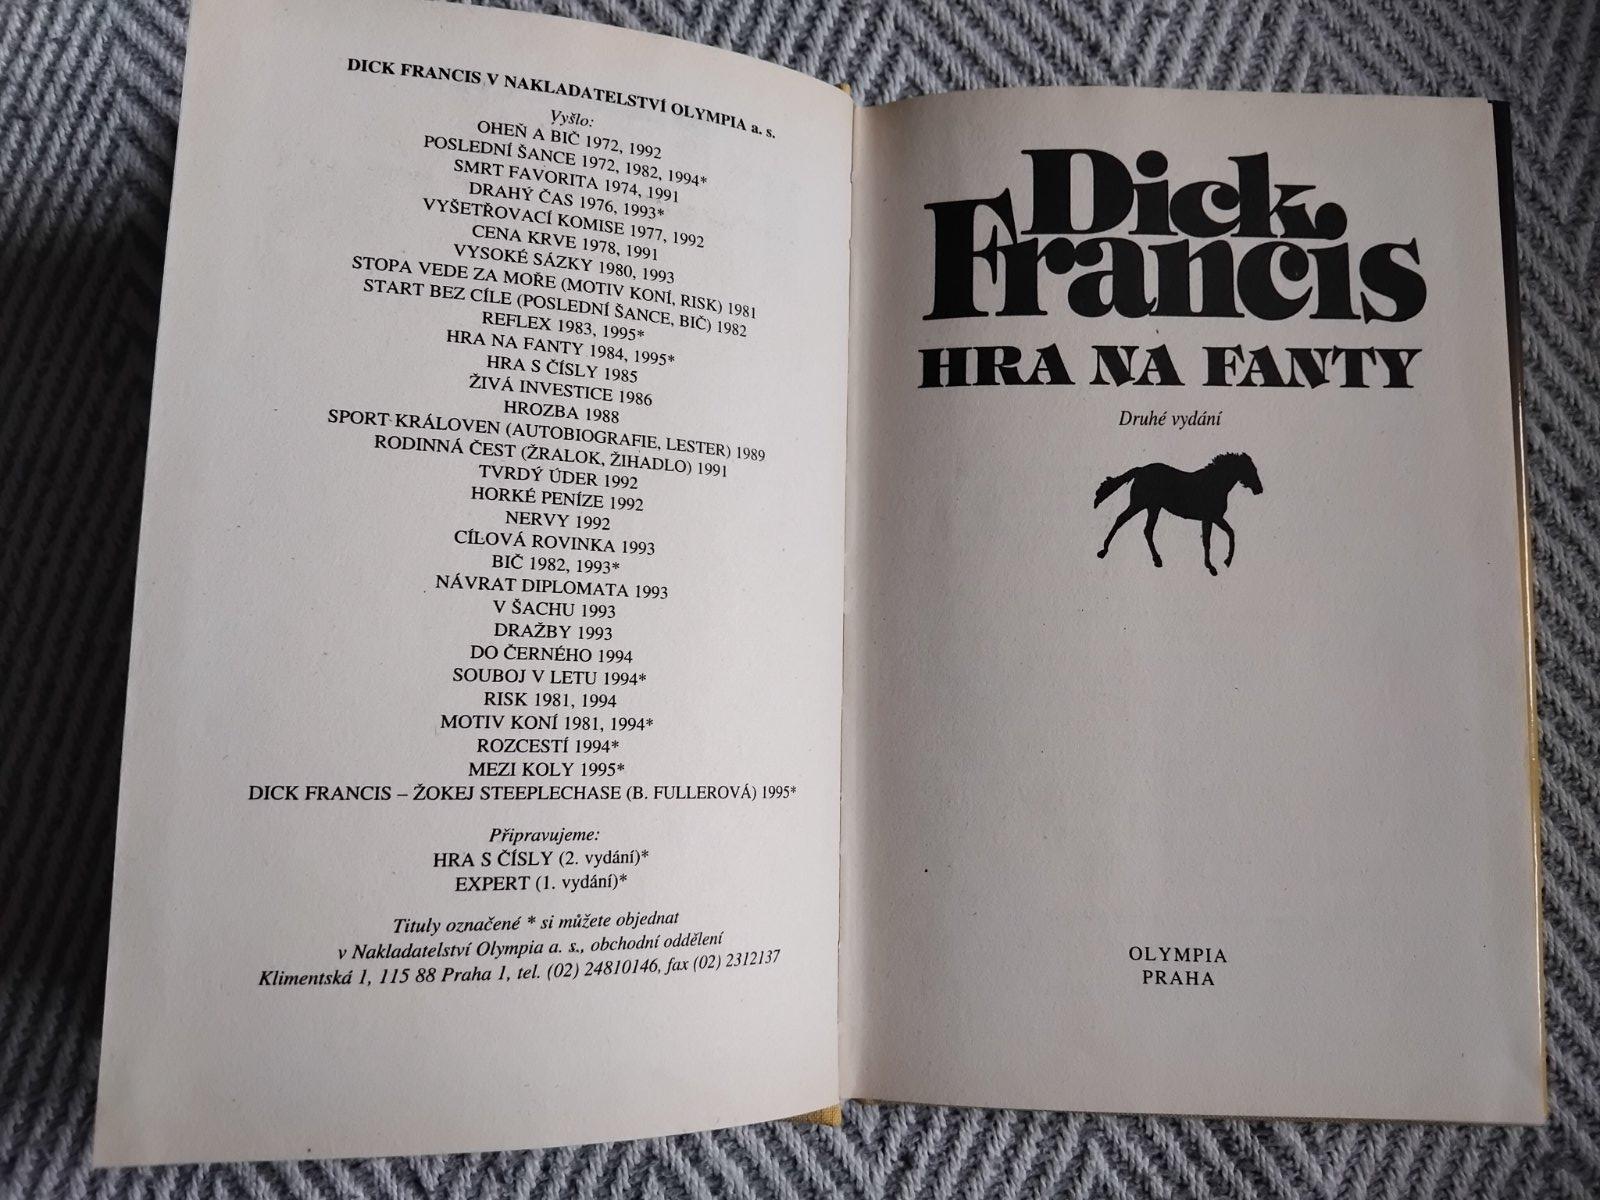 DICK FRANCIS V NAKLADATELSTVÍ OLYMPIA a. s.
Vyšlo:
OHEŇ A BIČ 1972, 1992
POSLEDNÍ ŠANCE 1972, 1982, 1994*
SMRT FAVORITA 1974, 1991
DRAHÝ ČAS 1976, 1993*
VYŠETŘOVACÍ KOMISE 1977, 1992
CENA KRVE 1978, 1991
VYSOKÉ SÁZKY 1980, 1993
STOPA VEDE ZA MOŘE (MOTIV KONÍ, RISK) 1981
START BEZ CÍLE (POSLEDNÍ ŠANCE, BIČ) 1982
REFLEX 1983, 1995*
HRA NA FANTY 1984, 1995*
HRA S ČÍSLY 1985
ŽIVÁ INVESTICE 1986
HROZBA 1988
SPORT KRÁLOVEN (AUTOBIOGRAFIE, LESTER) 1989
RODINNÁ ČEST (ŽRALOK, ŽIHADLO) 1991
TVRDÝ ÚDER 1992
HORKÉ PENÍZE 1992
NERVY 1992
CÍLOVÁ ROVINKA 1993
BIČ 1982, 1993*
NÁVRAT DIPLOMATA 1993
V ŠACHU 1993
DRAŽBY 1993
DO ČERNÉHO 1994
SOUBOJ V LETU 1994*
RISK 1981, 1994
MOTIV KONÍ 1981, 1994*
ROZCESTÍ 1994*
MEZI KOLY 1995*
DICK FRANCIS – ŽOKEJ STEEPLECHASE (B. FULLEROVÁ) 1995*
Připravujeme:
HRA S ČÍSLY (2. vydání)*
EXPERT (1. vydání)*
Tituly označené * si můžete objednat
v Nakladatelství Olympia a. s., obchodní oddělení
Klimentská 1, 115 88 Praha 1, tel. (02) 24810146, fax (02) 2312137
Dick
Francis
HRA NA FANTY
Druhé vydání
OLYMPIA
PRAHA